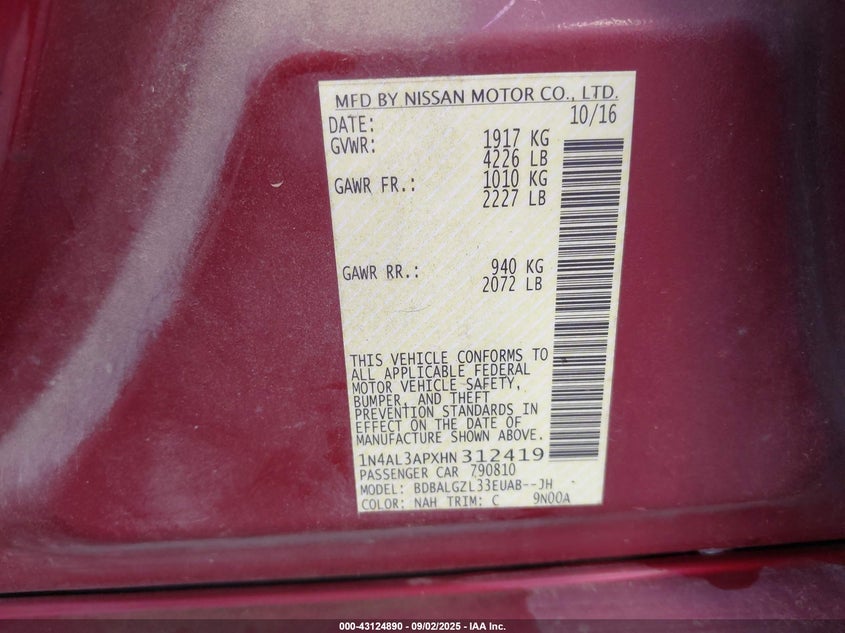 MFD BY NISSAN MOTOR CO., LTD.
DATE: 10/16
GVWR: 1917 KG
4226 LB
GAWR FR.: 1010 KG
2227 LB
GAWR RR.: 940 KG
2072 LB
THIS VEHICLE CONFORMS TO
ALL APPLICABLE FEDERAL
MOTOR VEHICLE SAFETY,
BUMPER, AND THEFT
PREVENTION STANDARDS IN
EFFECT ON THE DATE OF
MANUFACTURE SHOWN ABOVE.
1N4AL3APXHN 312419
PASSENGER CAR 790810
MODEL: BDBALGZL33EUAB--JH
COLOR: NAH TRIM: C 9N00A
000-43124890 - 09/02/2025 - IAA Inc.